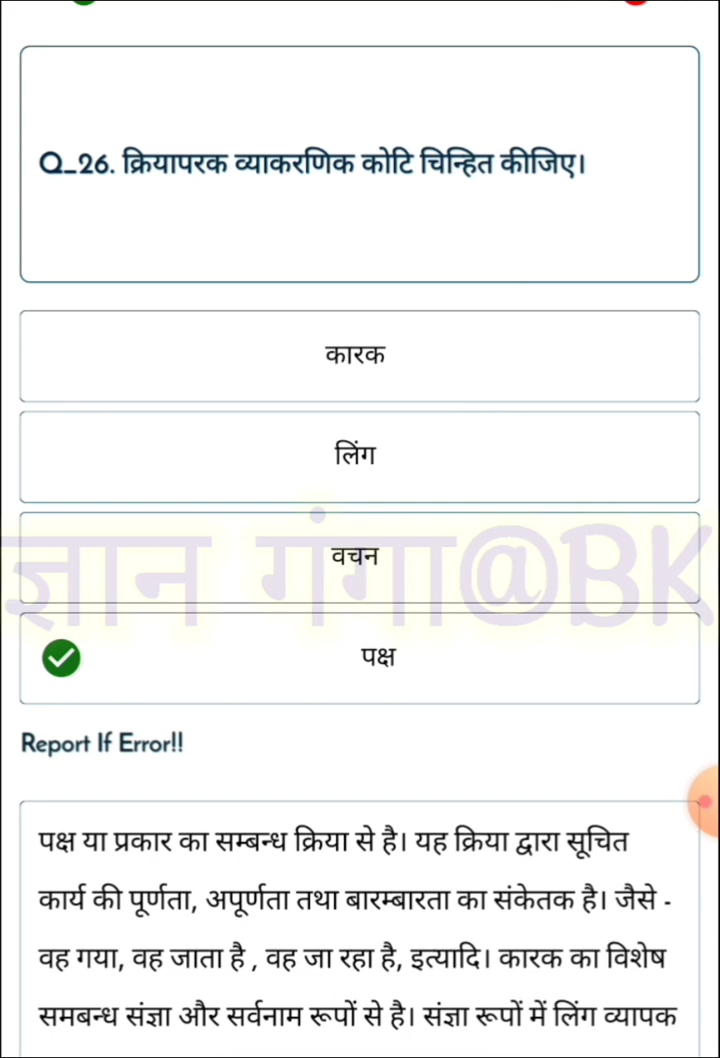 Q_26. क्रियापरक व्याकरणिक कोटि चिन्हित कीजिए।
कारक
लिंग
वचन
ज्ञान गंगा@BK
पक्ष
Report If Error!!
पक्ष या प्रकार का सम्बन्ध क्रिया से है। यह क्रिया द्वारा सूचित
कार्य की पूर्णता, अपूर्णता तथा बारम्बारता का संकेतक है। जैसे -
वह गया, वह जाता है , वह जा रहा है, इत्यादि। कारक का विशेष
समबन्ध संज्ञा और सर्वनाम रूपों से है। संज्ञा रूपों में लिंग व्यापक